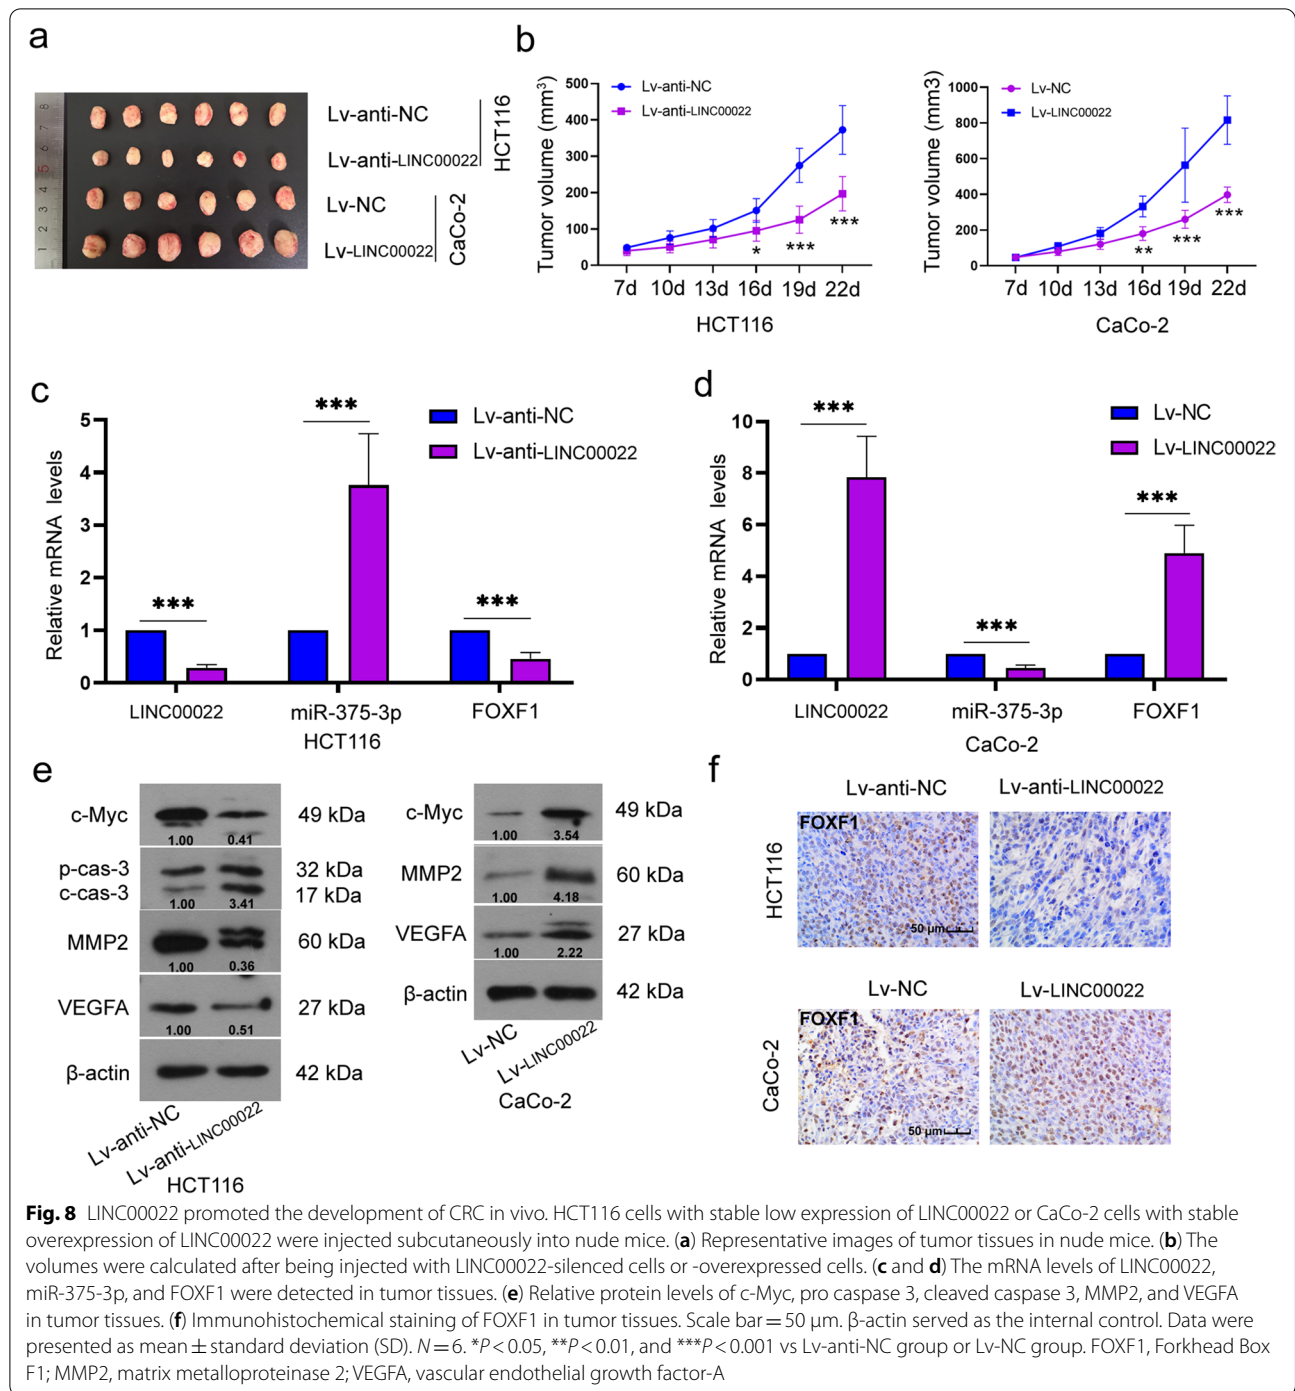 a
8 7 6 5 4 3 2 1
Lv-anti-NC
Lv-anti-LINC00022
HCT116
Lv-NC
Lv-LINC00022
CaCo-2
b
Tumor volume (mm³)
500
400
300
200
100
0
Lv-anti-NC
Lv-anti-LINC00022
* *** ***
7d 10d 13d 16d 19d 22d
HCT116
Tumor volume (mm3)
1000
800
600
400
200
0
Lv-NC
Lv-LINC00022
** *** ***
7d 10d 13d 16d 19d 22d
CaCo-2
c
Relative mRNA levels
5
4
3
2
1
0
*** *** ***
Lv-anti-NC
Lv-anti-LINC00022
LINC00022 miR-375-3p FOXF1
HCT116
d
Relative mRNA levels
10
8
6
4
2
0
*** *** ***
Lv-NC
Lv-LINC00022
LINC00022 miR-375-3p FOXF1
CaCo-2
e
c-Myc 49 kDa
1.00 0.41
p-cas-3 32 kDa
c-cas-3 17 kDa
1.00 3.41
MMP2 60 kDa
1.00 0.36
VEGFA 27 kDa
1.00 0.51
β-actin 42 kDa
Lv-anti-NC
Lv-anti-LINC00022
HCT116
c-Myc 49 kDa
1.00 3.54
MMP2 60 kDa
1.00 4.18
VEGFA 27 kDa
1.00 2.22
β-actin 42 kDa
Lv-NC
Lv-LINC00022
CaCo-2
f
Lv-anti-NC Lv-anti-LINC00022
HCT116
FOXF1
50 μm
Lv-NC Lv-LINC00022
CaCo-2
FOXF1
50 μm
Fig. 8 LINC00022 promoted the development of CRC in vivo. HCT116 cells with stable low expression of LINC00022 or CaCo-2 cells with stable
overexpression of LINC00022 were injected subcutaneously into nude mice. (a) Representative images of tumor tissues in nude mice. (b) The
volumes were calculated after being injected with LINC00022-silenced cells or -overexpressed cells. (c and d) The mRNA levels of LINC00022,
miR-375-3p, and FOXF1 were detected in tumor tissues. (e) Relative protein levels of c-Myc, pro caspase 3, cleaved caspase 3, MMP2, and VEGFA
in tumor tissues. (f) Immunohistochemical staining of FOXF1 in tumor tissues. Scale bar = 50 μm. β-actin served as the internal control. Data were
presented as mean ± standard deviation (SD). N = 6. *P < 0.05, **P < 0.01, and ***P < 0.001 vs Lv-anti-NC group or Lv-NC group. FOXF1, Forkhead Box
F1; MMP2, matrix metalloproteinase 2; VEGFA, vascular endothelial growth factor-A